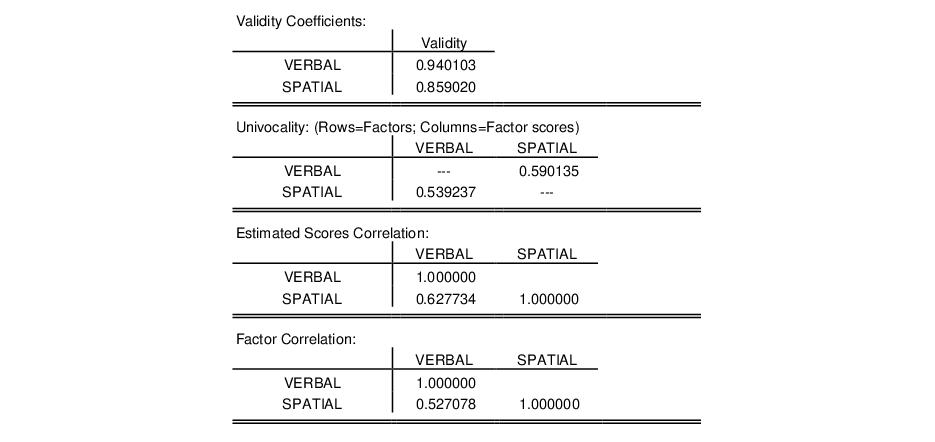 Validity Coefficients:
Validity
VERBAL 0.940103
SPATIAL 0.859020
Univocality: (Rows=Factors; Columns=Factor scores)
VERBAL SPATIAL
VERBAL --- 0.590135
SPATIAL 0.539237 ---
Estimated Scores Correlation:
VERBAL SPATIAL
VERBAL 1.000000
SPATIAL 0.627734 1.000000
Factor Correlation:
VERBAL SPATIAL
VERBAL 1.000000
SPATIAL 0.527078 1.000000